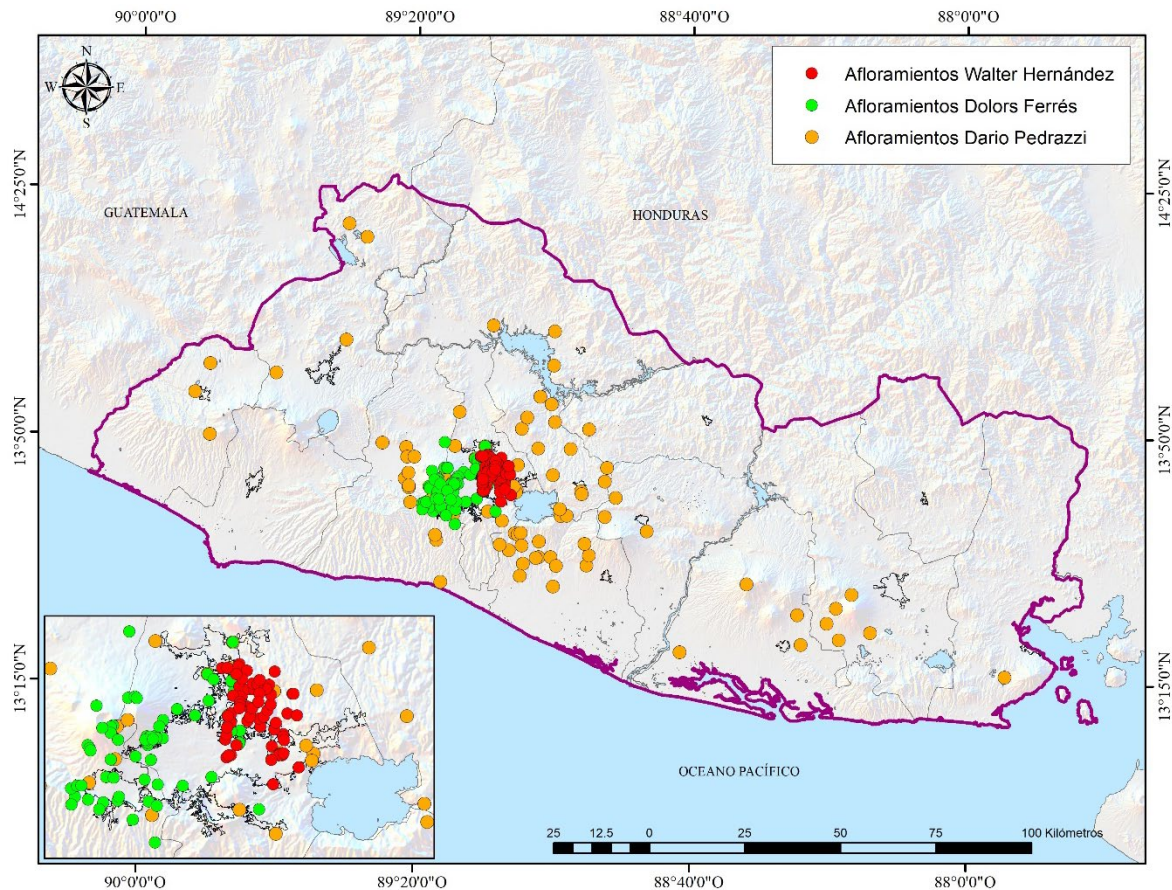 90°0'0"O 89°20'0"O 88°40'0"O 88°0'0"O
N
W E
S
Afloramientos Walter Hernández
Afloramientos Dolors Ferrés
Afloramientos Dario Pedrazzi
14°25'0"N
14°25'0"N
GUATEMALA
HONDURAS
13°50'0"N
13°50'0"N
13°15'0"N
13°15'0"N
OCEANO PACÍFICO
25 12.5 0 25 50 75 100 Kilómetros
90°0'0"O 89°20'0"O 88°40'0"O 88°0'0"O